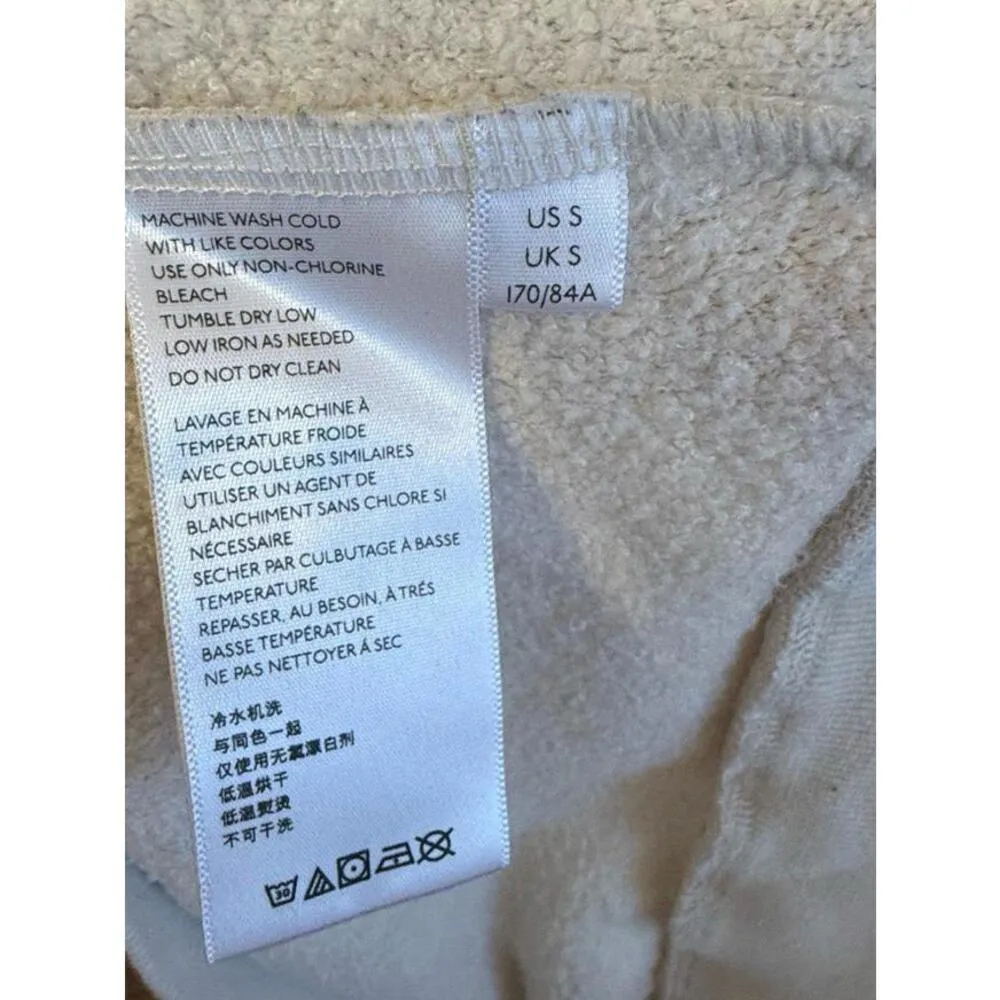 MACHINE WASH COLD
WITH LIKE COLORS
USE ONLY NON-CHLORINE
BLEACH
TUMBLE DRY LOW
LOW IRON AS NEEDED
DO NOT DRY CLEAN
LAVAGE EN MACHINE À
TEMPÉRATURE FROIDE
AVEC COULEURS SIMILAIRES
UTILISER UN AGENT DE
BLANCHIMENT SANS CHLORE SI
NÉCESSAIRE
SECHER PAR CULBUTAGE À BASSE
TEMPERATURE
REPASSER, AU BESOIN, À TRÉS
BASSE TEMPÉRATURE
NE PAS NETTOYER Á SEC
冷水机洗
与同色一起
仅使用无氯漂白剂
低温烘干
低温熨烫
不可干洗
30
US S
UK S
170/84A